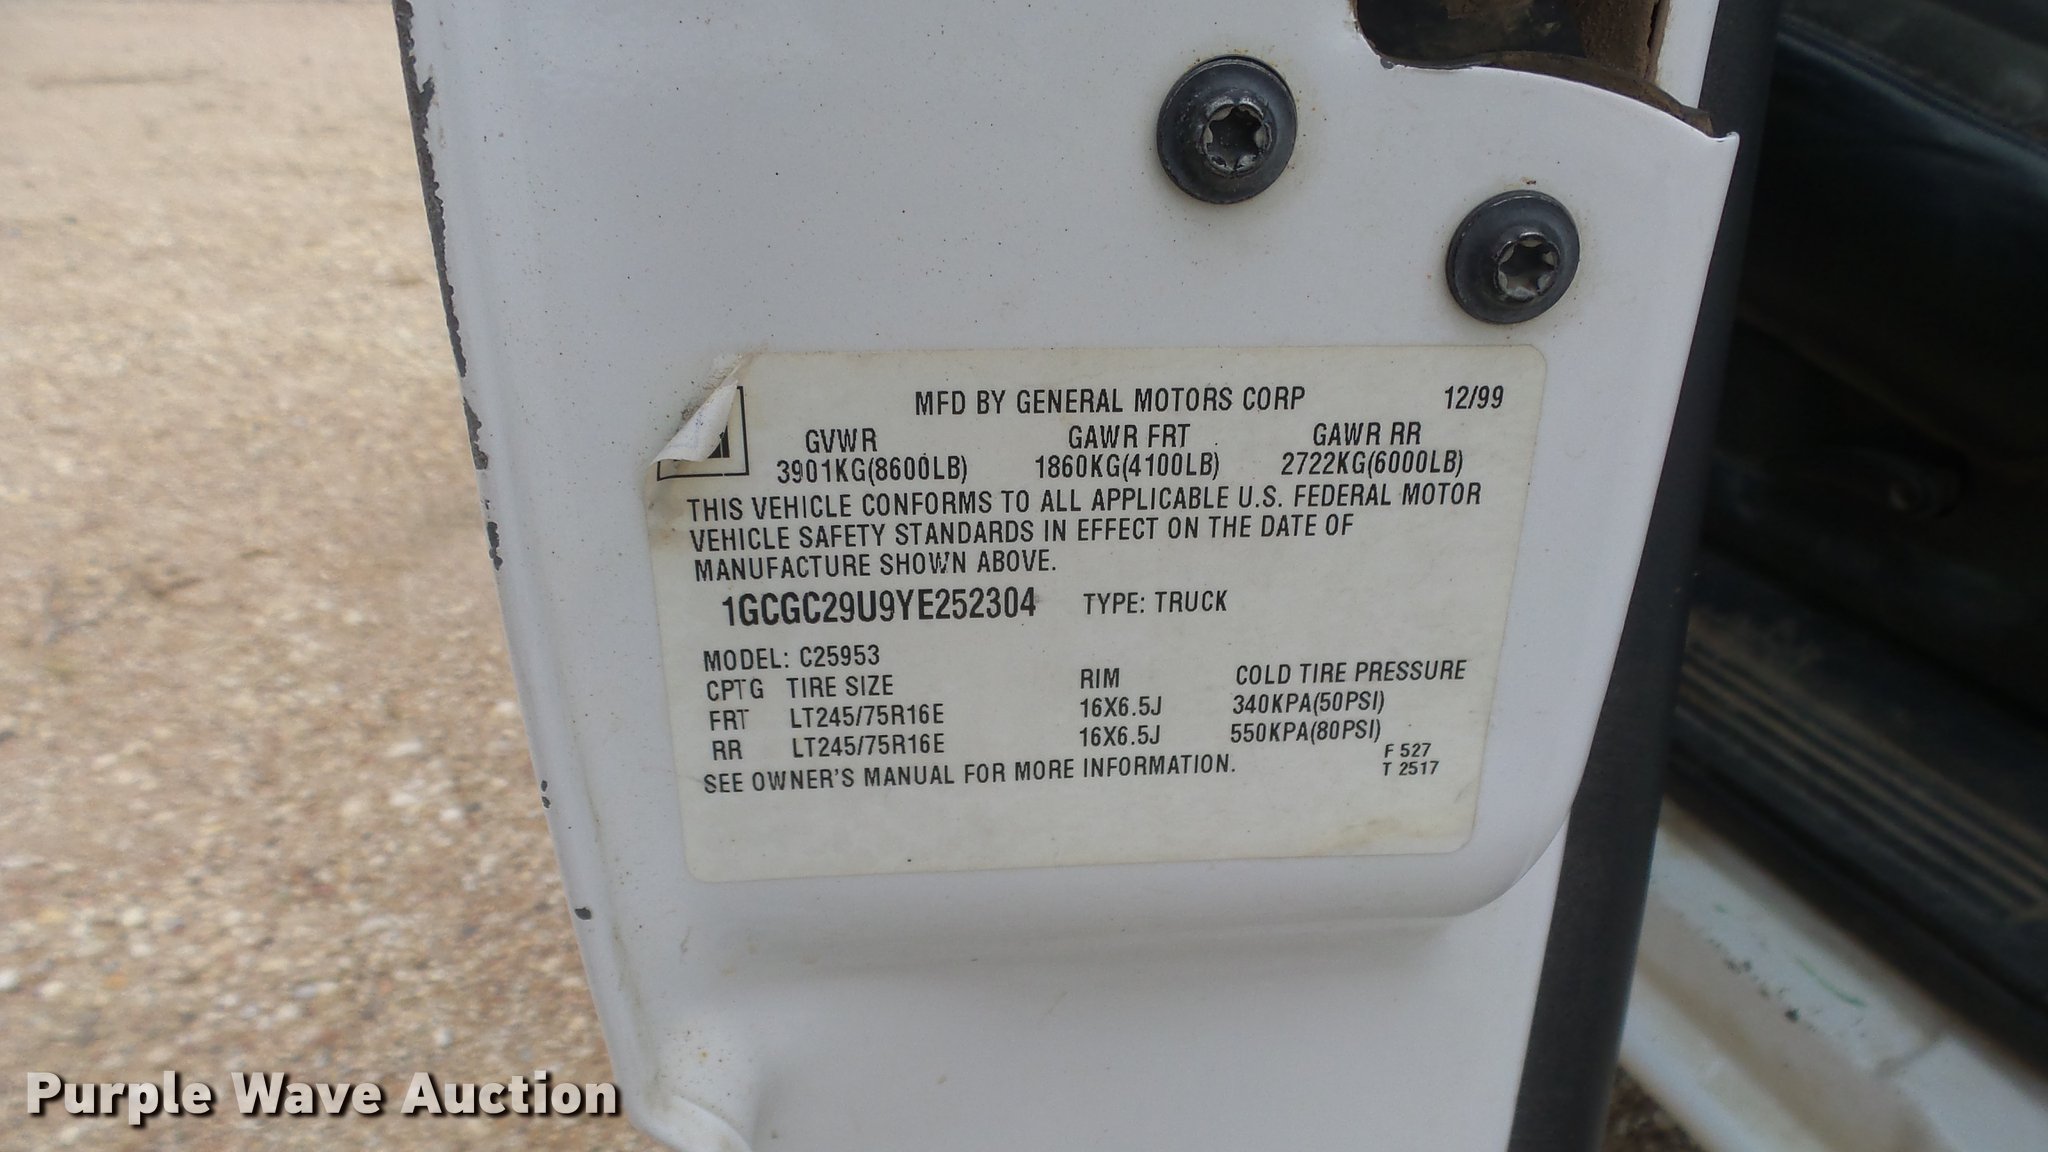 MFD BY GENERAL MOTORS CORP 12/99
GVWR GAWR FRT GAWR RR
3901KG(8600LB) 1860KG(4100LB) 2722KG(6000LB)
THIS VEHICLE CONFORMS TO ALL APPLICABLE U.S. FEDERAL MOTOR
VEHICLE SAFETY STANDARDS IN EFFECT ON THE DATE OF
MANUFACTURE SHOWN ABOVE.
1GCGC29U9YE252304 TYPE: TRUCK
MODEL: C25953
CPTG TIRE SIZE RIM COLD TIRE PRESSURE
FRT LT245/75R16E 16X6.5J 340KPA(50PSI)
RR LT245/75R16E 16X6.5J 550KPA(80PSI)
SEE OWNER'S MANUAL FOR MORE INFORMATION.
F 527
T 2517
Purple Wave Auction